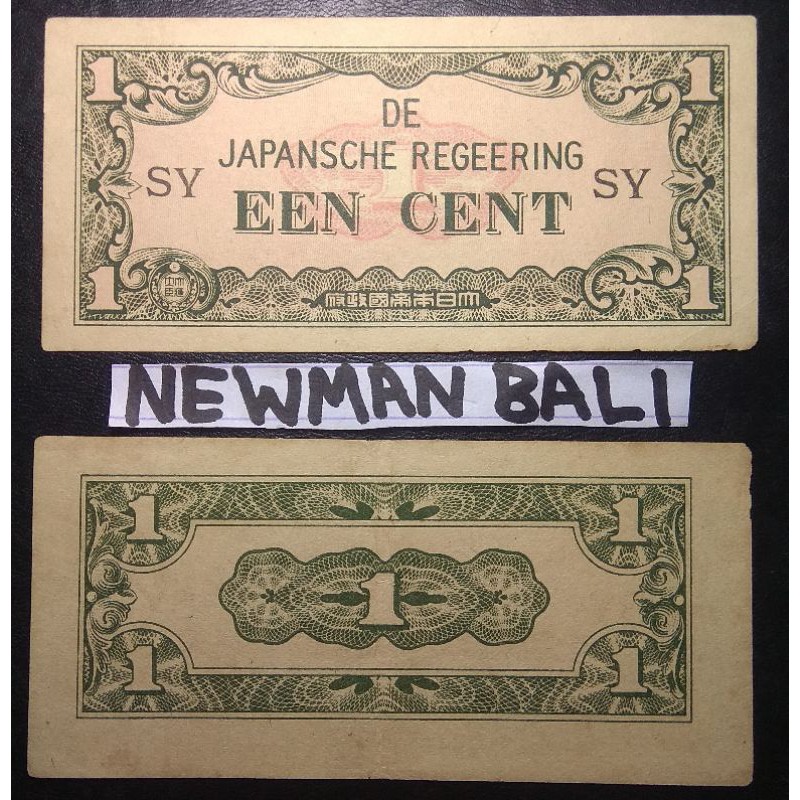 1 1
DE
JAPANSCHE REGEERING
SY SY
EEN CENT
1 1
府政國帝本日大
NEWMAN BALI
1 1
1
1 1